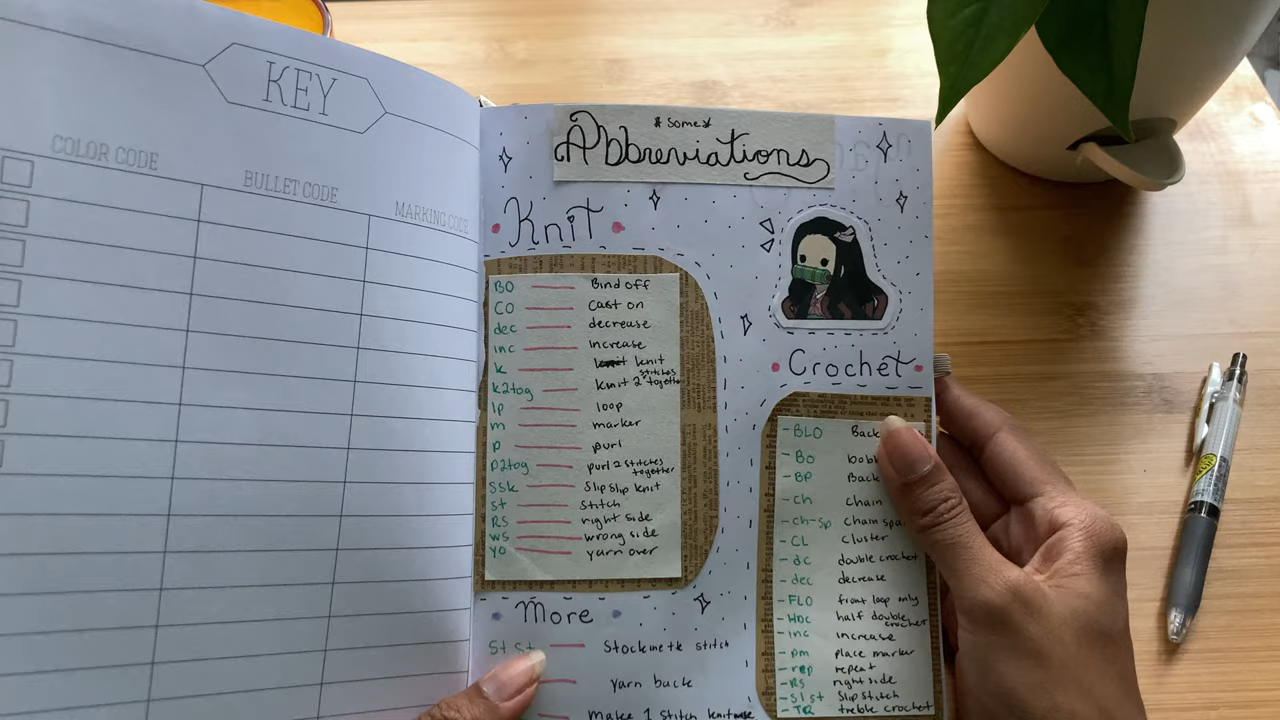 KEY
COLOR CODE
BULLET CODE
MARKING CODE
* some *
Abbreviations
Knit
BO Bind off
CO cast on
dec decrease
inc increase
k knit
k2tog knit 2 stitches together
lp loop
m marker
p purl
p2tog purl 2 stitches together
SSk Slip slip knit
St stitch
RS right side
WS wrong side
yo yarn over
More
St st Stockinette stitch
yarn back
make 1 stitch knitwise
Crochet
- BLO Back
- Bo
- BP Back
- ch chain
- ch-sp chain
- CL cluster
- dc double crochet
- dec decrease
- FLO front loop only
- HDC half double crochet
- inc increase
- pm place marker
- rep repeat
- RS right side
- Sl st Slip stitch
- TR treble crochet